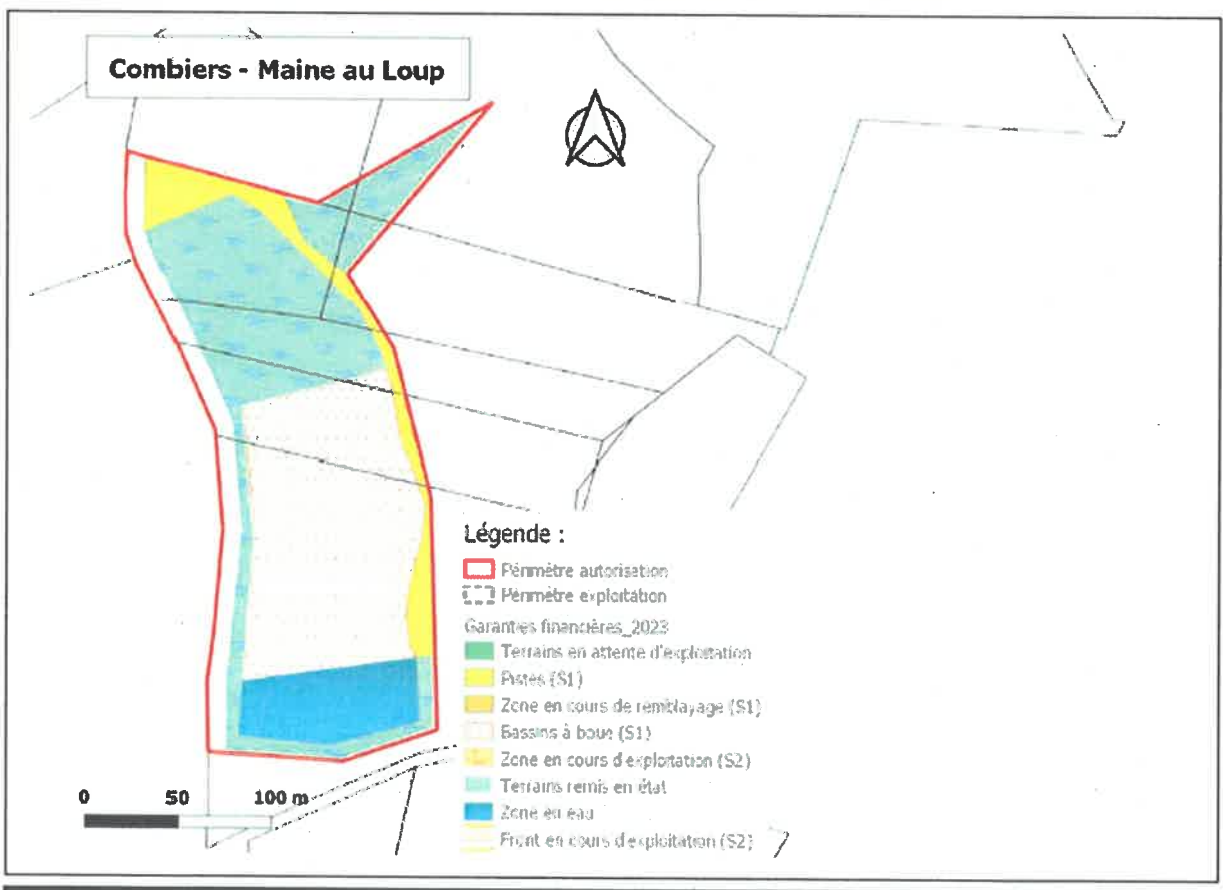 Combiers - Maine au Loup
Légende :
Périmètre autorisation
Périmètre exploitation
Garanties financières_2023
Terrains en attente d'exploitation
Pistes (S1)
Zone en cours de remblayage (S1)
Bassins à boue (S1)
Zone en cours d'exploitation (S2)
Terrains remis en état
Zone en eau
Front en cours d'exploitation (S2)
0 50 100 m